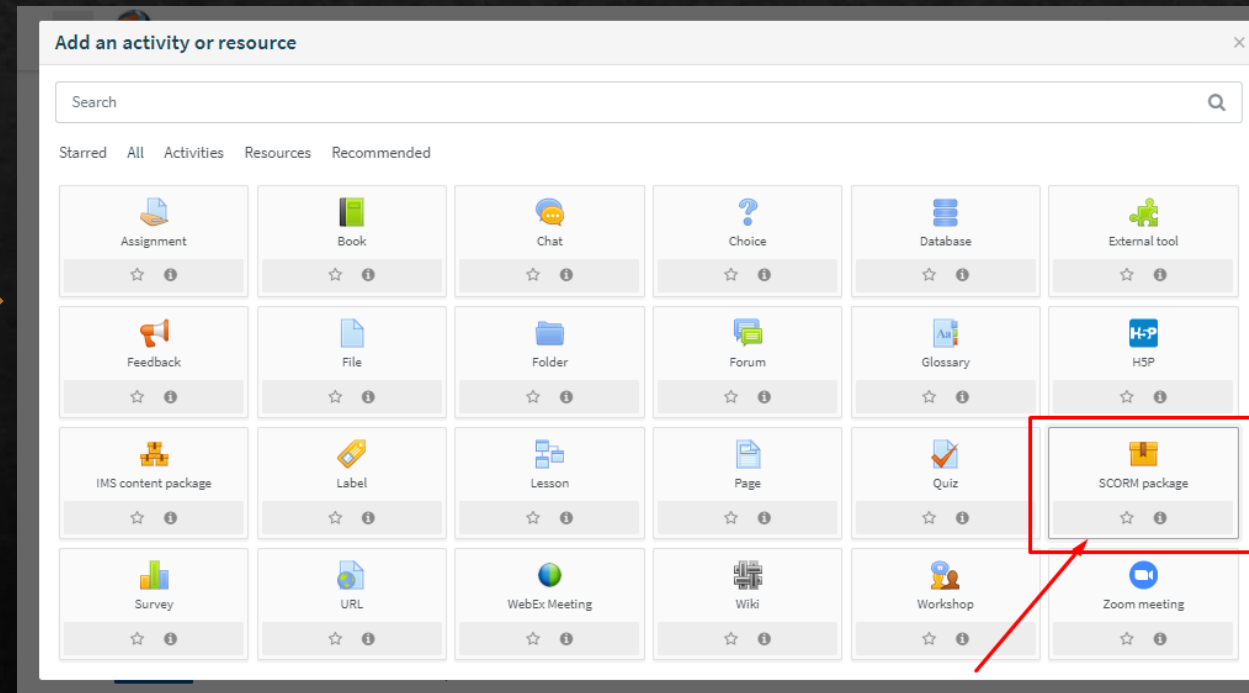 Add an activity or resource
Search
Starred All Activities Resources Recommended
Assignment Book Chat Choice Database External tool
Feedback File Folder Forum Glossary H5P
IMS content package Label Lesson Page Quiz SCORM package
Survey URL WebEx Meeting Wiki Workshop Zoom meeting